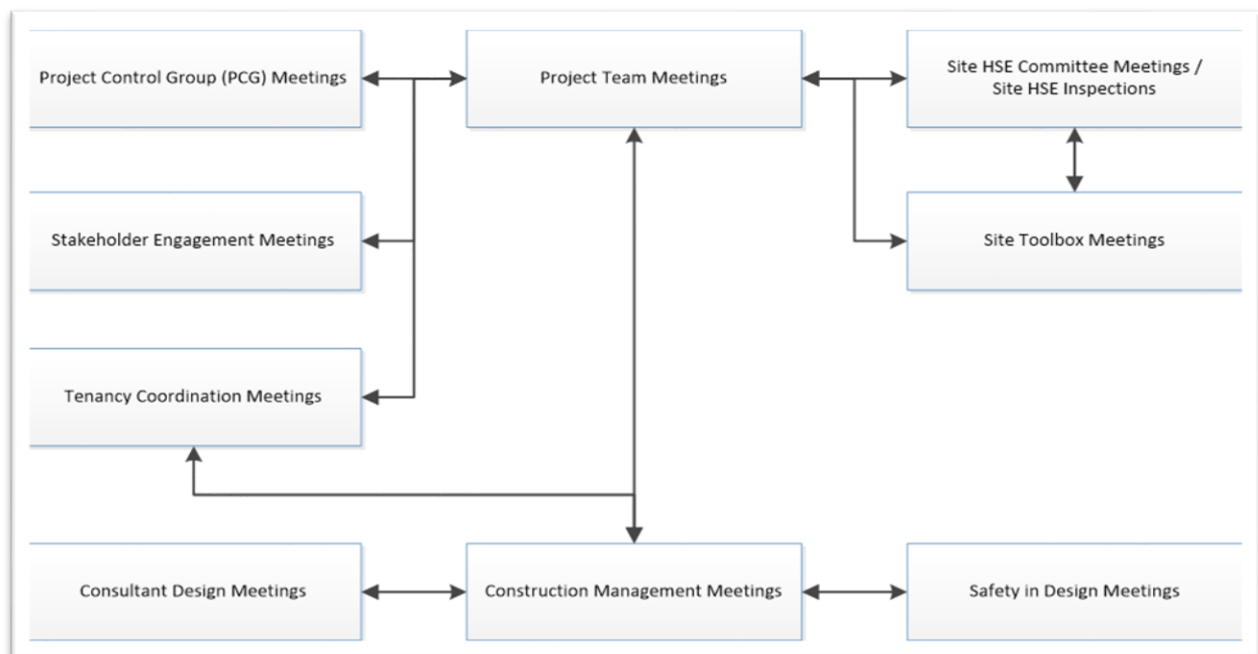 Project Control Group (PCG) Meetings
Project Team Meetings
Site HSE Committee Meetings /
Site HSE Inspections
Stakeholder Engagement Meetings
Site Toolbox Meetings
Tenancy Coordination Meetings
Consultant Design Meetings
Construction Management Meetings
Safety in Design Meetings